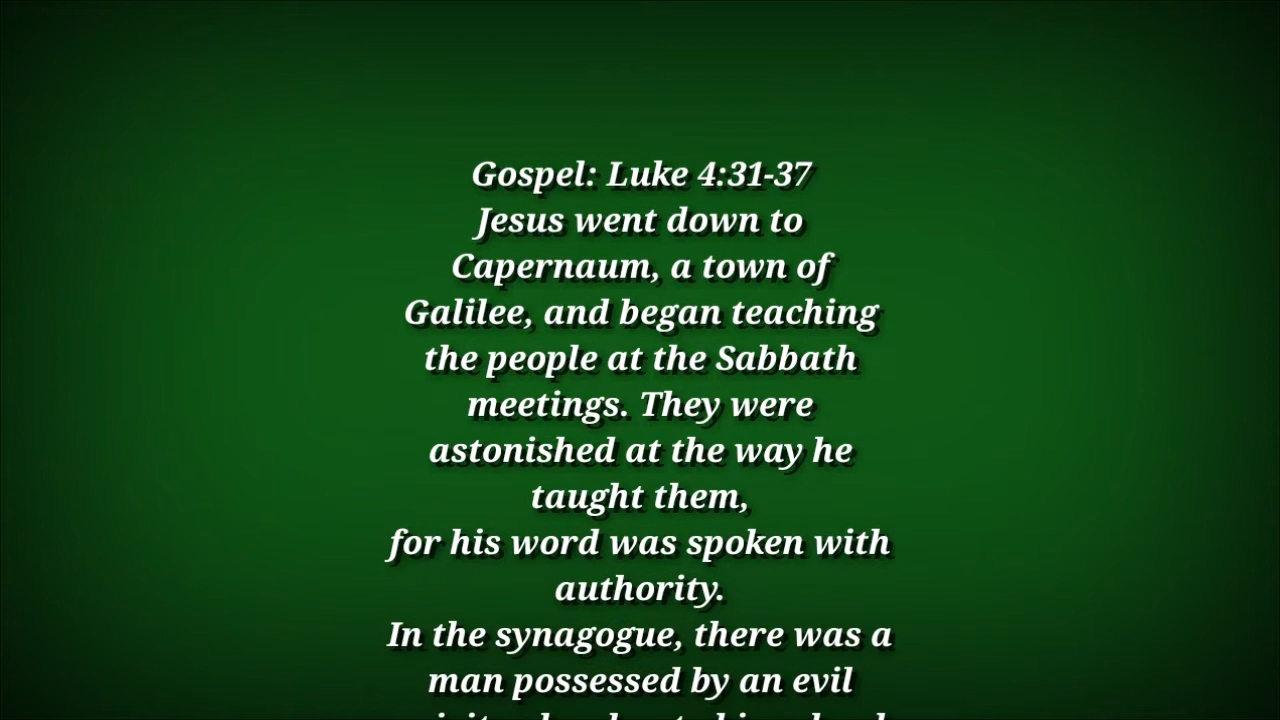 Gospel: Luke 4:31-37
Jesus went down to
Capernaum, a town of
Galilee, and began teaching
the people at the Sabbath
meetings. They were
astonished at the way he
taught them,
for his word was spoken with
authority.
In the synagogue, there was a
man possessed by an evil